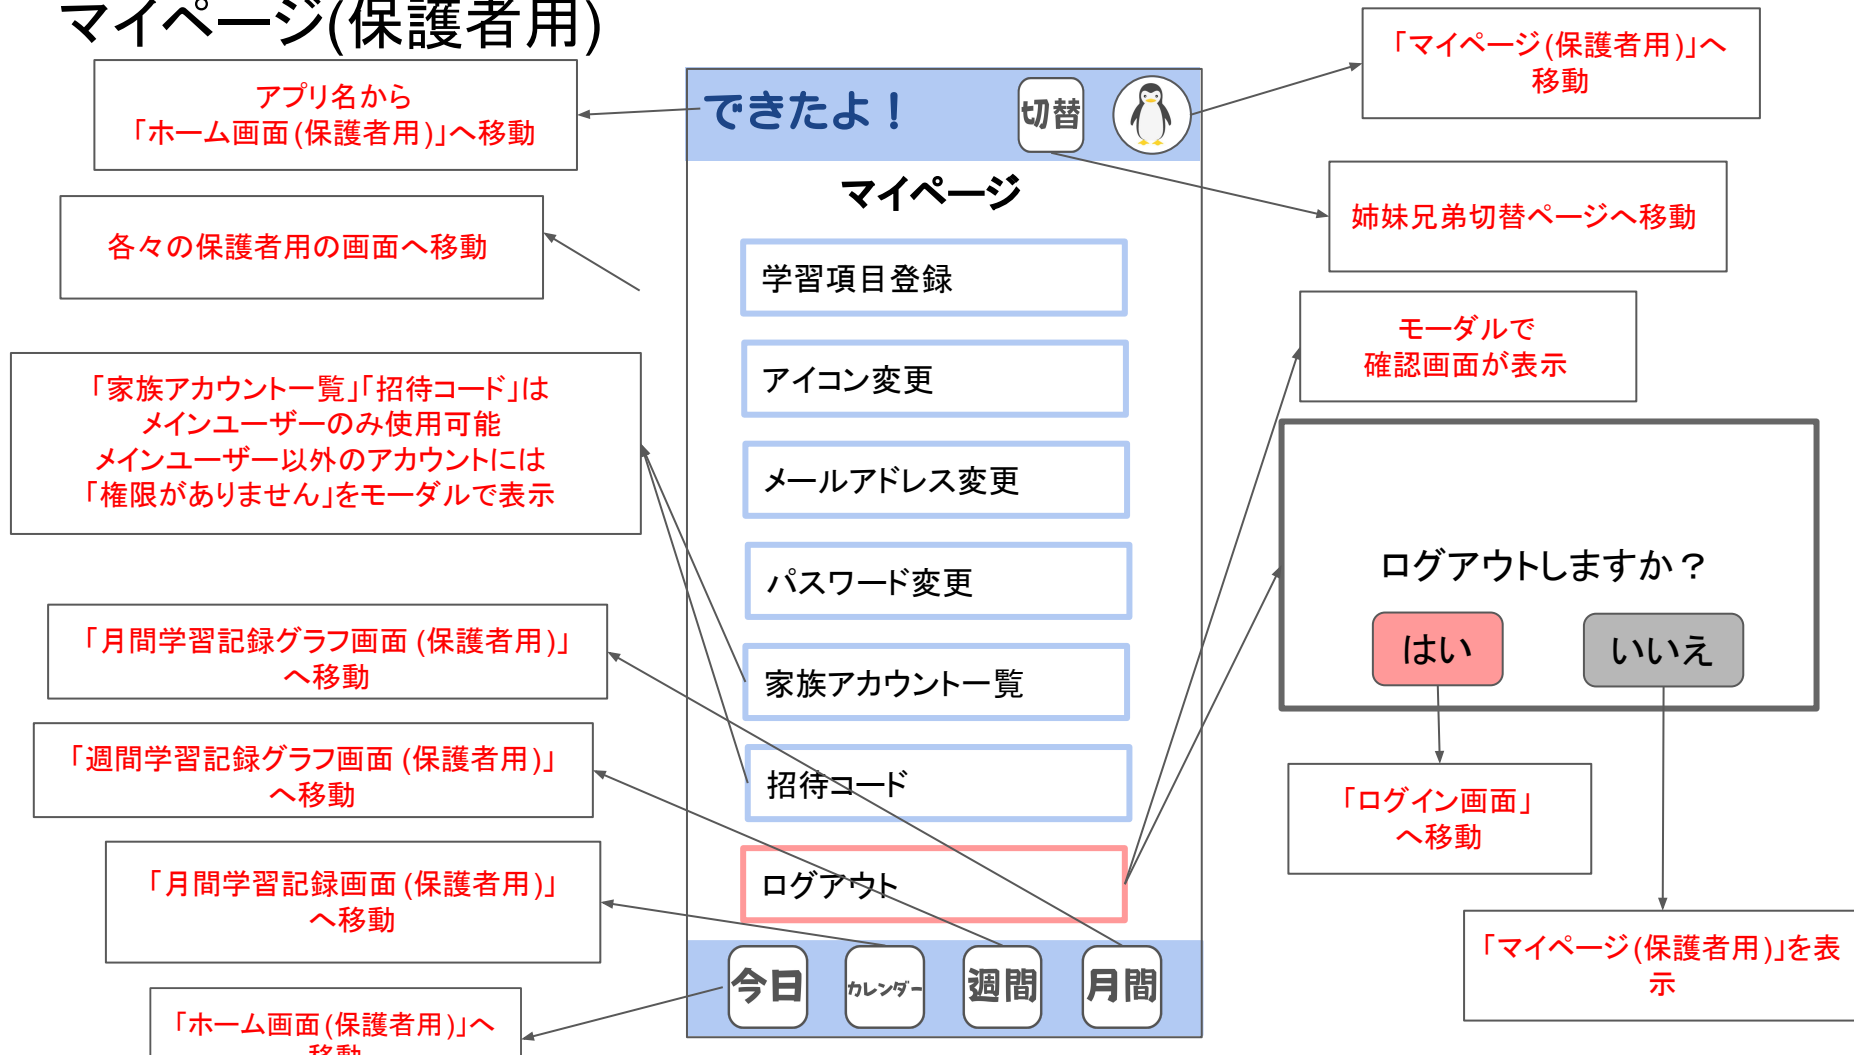 マイページ(保護者用)
アプリ名から
「ホーム画面(保護者用)」へ移動
各々の保護者用の画面へ移動
「家族アカウント一覧」「招待コード」は
メインユーザーのみ使用可能
メインユーザー以外のアカウントには
「権限がありません」をモーダルで表示
「月間学習記録グラフ画面(保護者用)」
へ移動
「週間学習記録グラフ画面(保護者用)」
へ移動
「月間学習記録画面(保護者用)」
へ移動
「ホーム画面(保護者用)」へ
移動
できたよ！
切替
マイページ
学習項目登録
アイコン変更
メールアドレス変更
パスワード変更
家族アカウント一覧
招待コード
ログアウト
今日
カレンダー
週間
月間
「マイページ(保護者用)」へ
移動
姉妹兄弟切替ページへ移動
モーダルで
確認画面が表示
ログアウトしますか？
はい
いいえ
「ログイン画面」
へ移動
「マイページ(保護者用)」を表
示